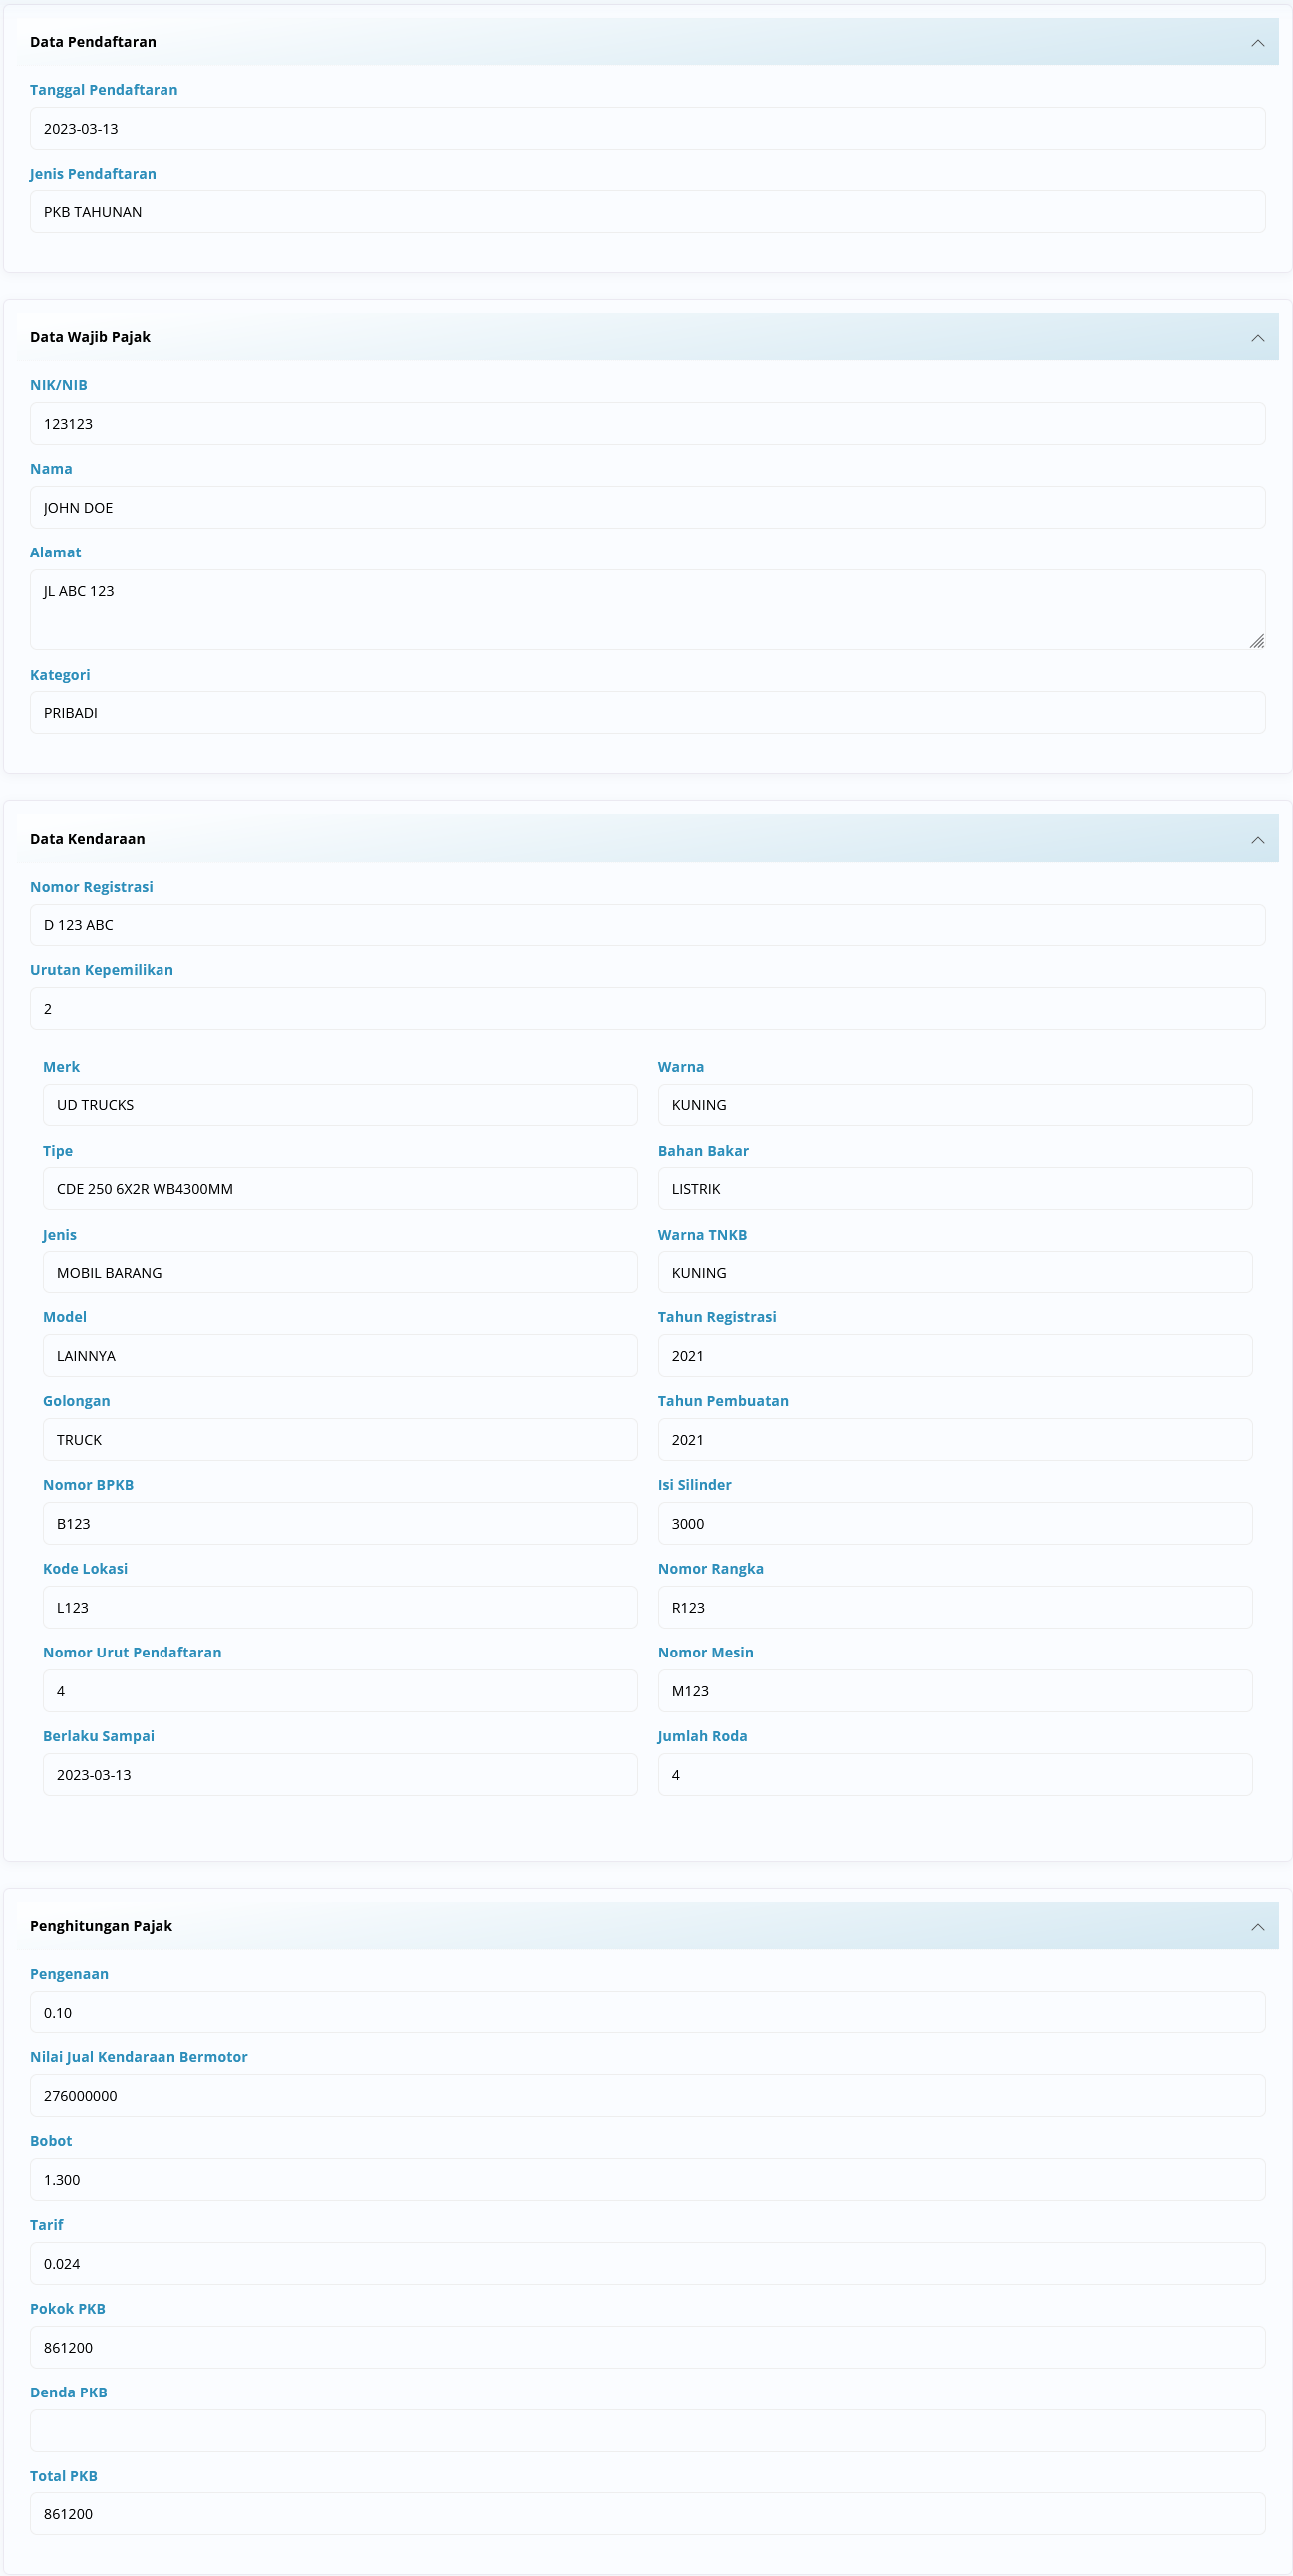 Data Pendaftaran
Tanggal Pendaftaran
2023-03-13
Jenis Pendaftaran
PKB TAHUNAN
Data Wajib Pajak
NIK/NIB
123123
Nama
JOHN DOE
Alamat
JL ABC 123
Kategori
PRIBADI
Data Kendaraan
Nomor Registrasi
D 123 ABC
Urutan Kepemilikan
2
Merk
UD TRUCKS
Tipe
CDE 250 6X2R WB4300MM
Jenis
MOBIL BARANG
Model
LAINNYA
Golongan
TRUCK
Nomor BPKB
B123
Kode Lokasi
L123
Nomor Urut Pendaftaran
4
Berlaku Sampai
2023-03-13
Warna
KUNING
Bahan Bakar
LISTRIK
Warna TNKB
KUNING
Tahun Registrasi
2021
Tahun Pembuatan
2021
Isi Silinder
3000
Nomor Rangka
R123
Nomor Mesin
M123
Jumlah Roda
4
Penghitungan Pajak
Pengenaan
0.10
Nilai Jual Kendaraan Bermotor
276000000
Bobot
1.300
Tarif
0.024
Pokok PKB
861200
Denda PKB
Total PKB
861200